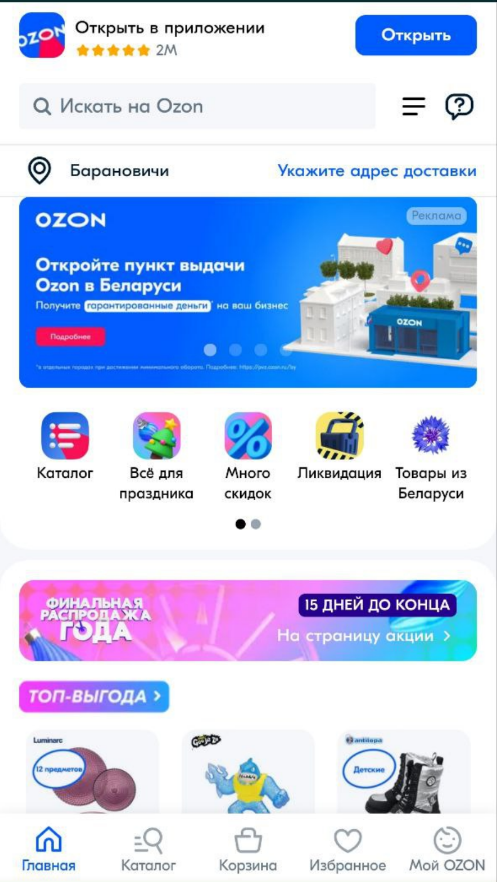 OZON
Открыть в приложении
2M
Открыть
Искать на Ozon
Барановичи
Укажите адрес доставки
OZON
Реклама
Откройте пункт выдачи
Ozon в Беларуси
Получите гарантированные деньги* на ваш бизнес
Подробнее
OZON
Каталог
Всё для
праздника
Много
скидок
Ликвидация
Товары из
Беларуси
ФИНАЛЬНАЯ
РАСПРОДАЖА
ГОДА
15 ДНЕЙ ДО КОНЦА
На страницу акции >
ТОП-ВЫГОДА >
Luminarc
12 предметов
GooJitZu
antilopa
Детские
Главная
Каталог
Корзина
Избранное
Мой OZON